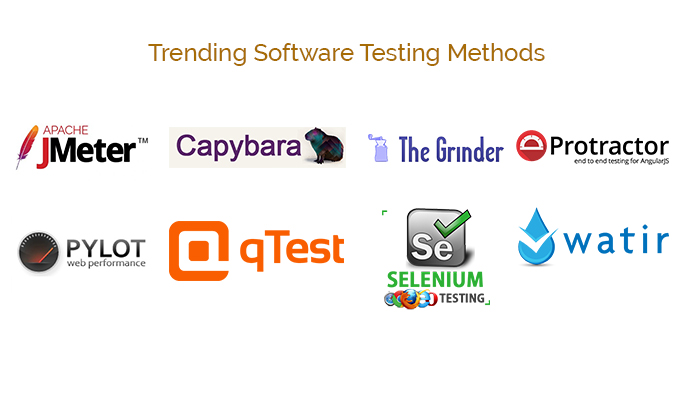 Trending Software Testing Methods
APACHE
JMeter™
Capybara
The Grinder
Protractor
end to end testing for AngularJS
PYLOT
web performance
qTest
Se
SELENIUM
TESTING
watir